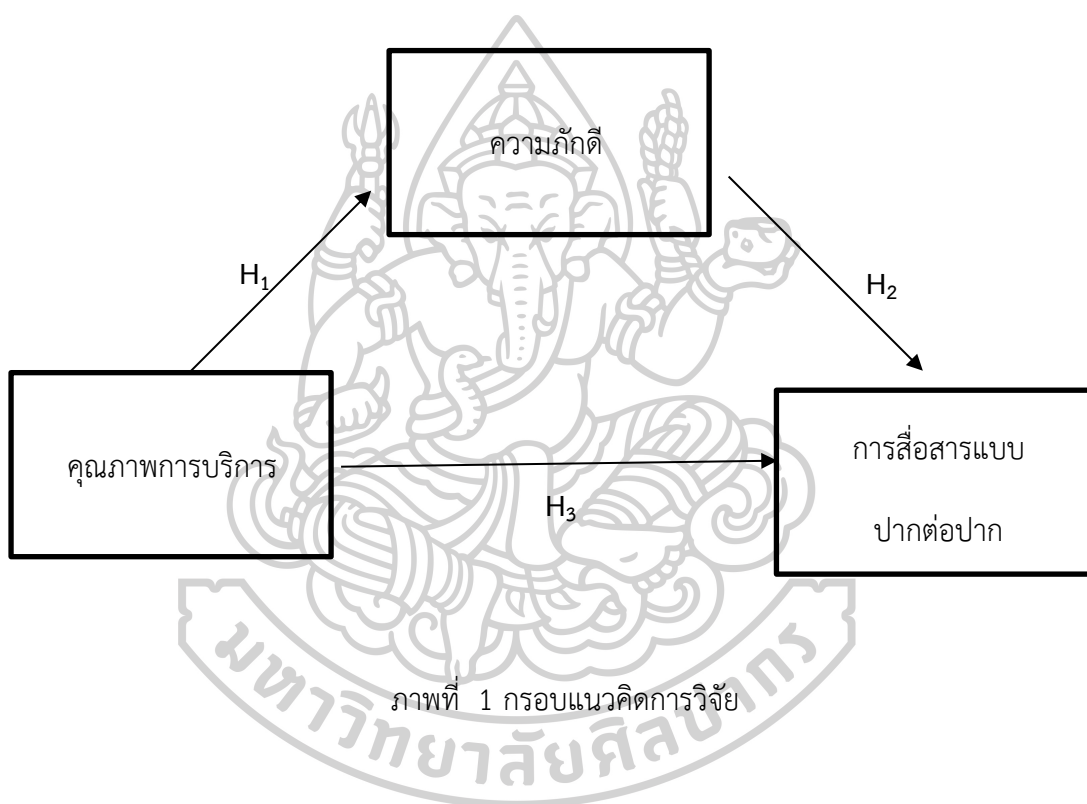 ความภักดี
H₁
H₂
คุณภาพการบริการ
H₃
การสื่อสารแบบ
ปากต่อปาก
ภาพที่ 1 กรอบแนวคิดการวิจัย
มหาวิทยาลัยศิลปากร